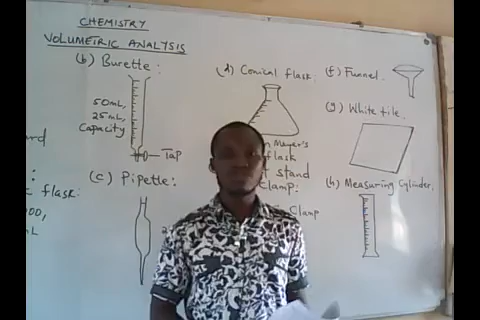 CHEMISTRY
VOLUMETRIC ANALYSIS
(b) Burette:
50mL,
25mL,
Capacity
Tap
(c) Pipette:
flask:
(d) Conical flask.
Meyer's
flask
stand
Clamp:
Clamp
(f) Funnel.
(g) White tile.
(h) Measuring Cylinder.